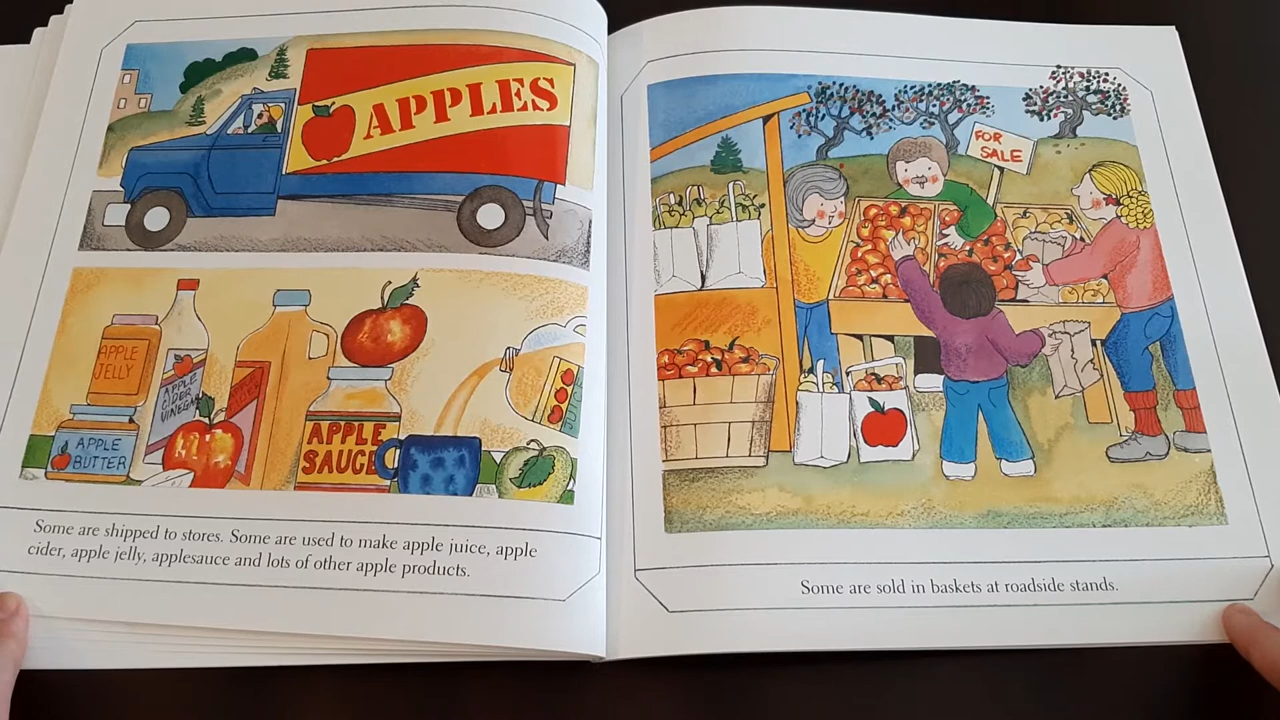 APPLES
APPLE
JELLY
APPLE
CIDER
VINEGAR
CIDER
APPLE
BUTTER
APPLE
SAUCE
JUICE
Some are shipped to stores. Some are used to make apple juice, apple
cider, apple jelly, applesauce and lots of other apple products.
FOR
SALE
Some are sold in baskets at roadside stands.